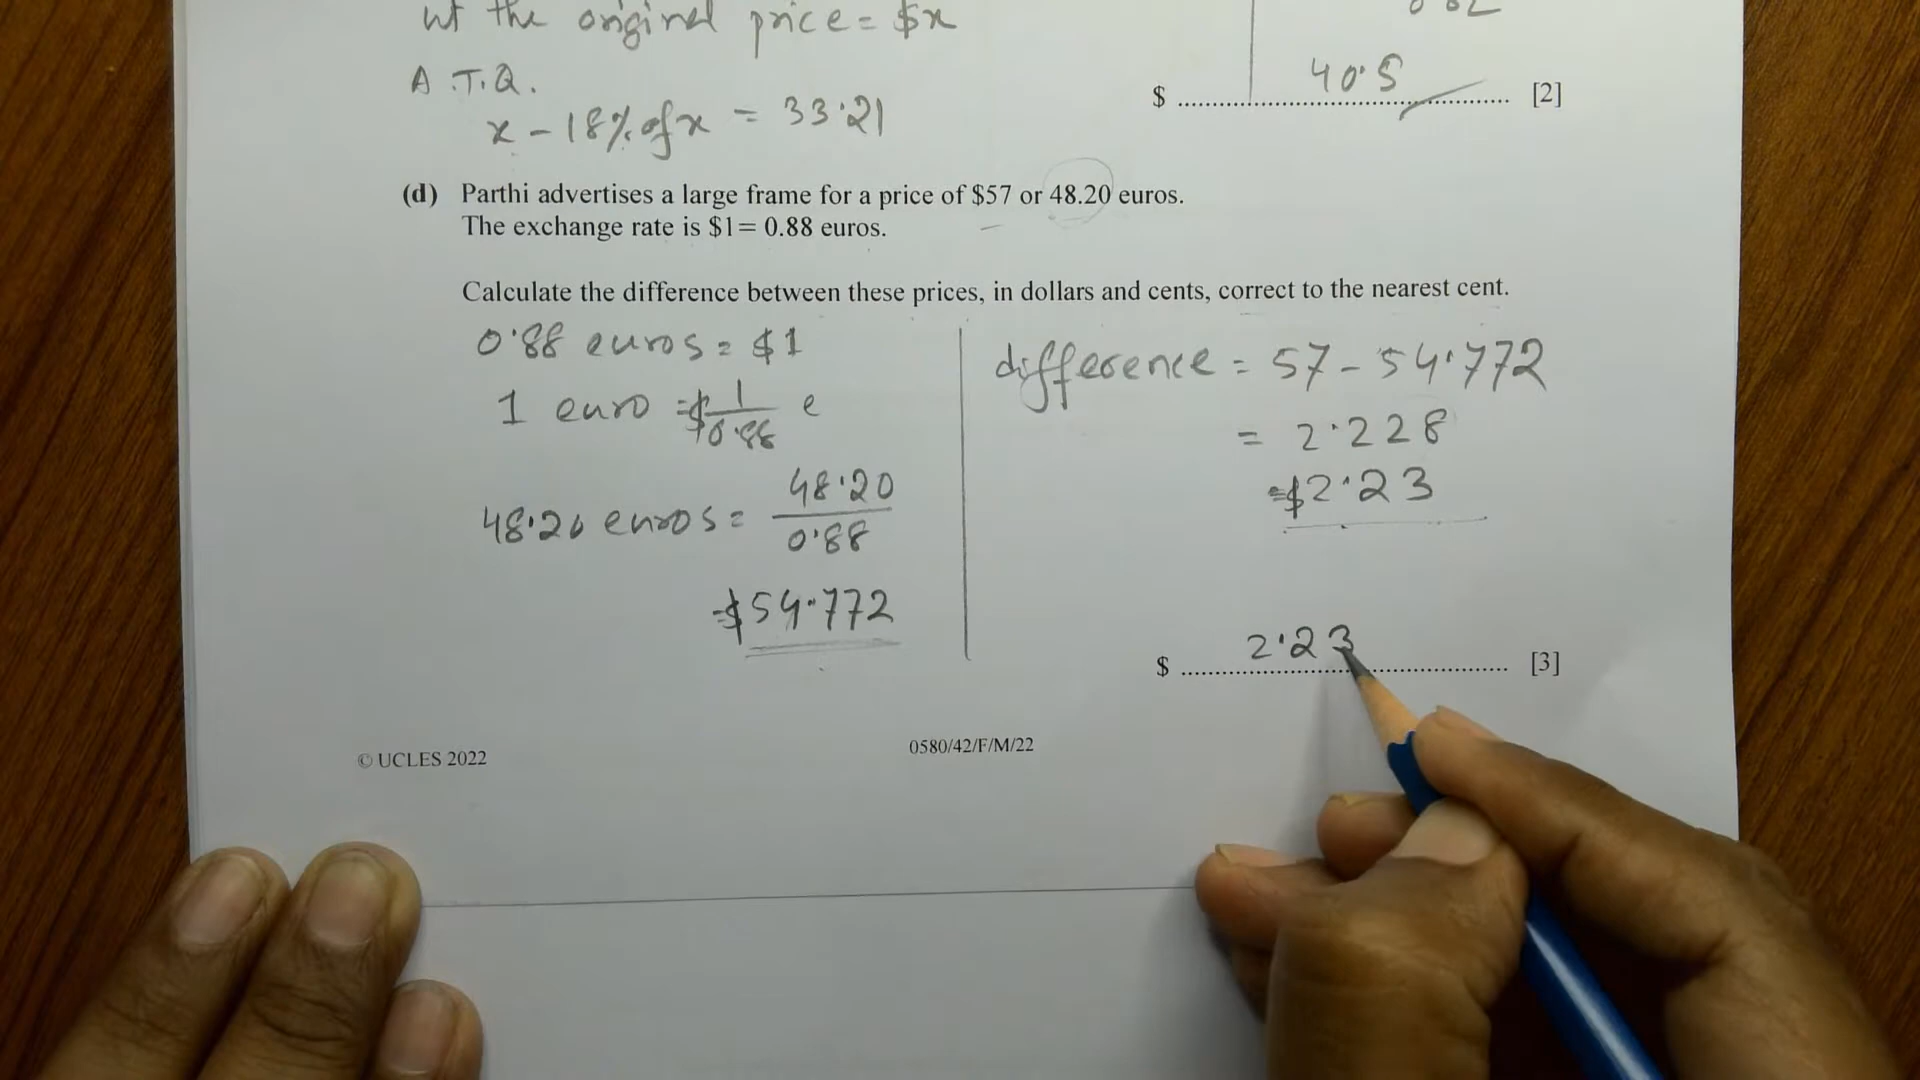 let the original price = $x
A.T.Q.
x - 18% of x = 33.21
$ 40.5 [2]
(d) Parthi advertises a large frame for a price of $57 or 48.20 euros.
The exchange rate is $1= 0.88 euros.
Calculate the difference between these prices, in dollars and cents, correct to the nearest cent.
0.88 euros = $1
1 euro = $ 1/0.88 e
48.20 euros = 48.20/0.88
= $54.772
difference = 57 - 54.772
= 2.228
= $2.23
$ 2.23 [3]
© UCLES 2022
0580/42/F/M/22